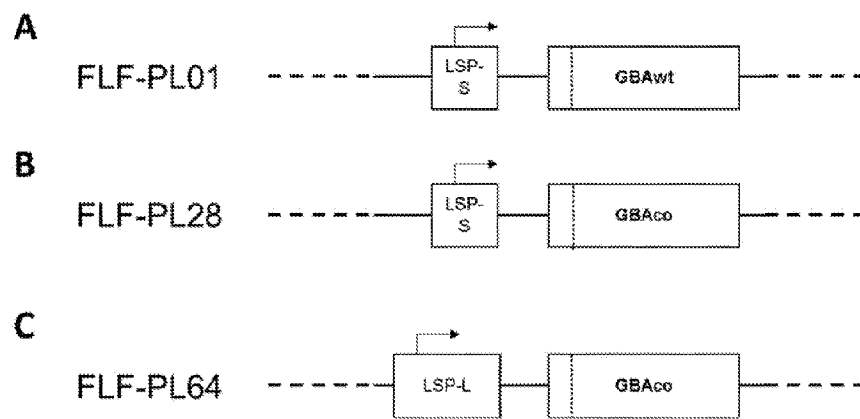 A
FLF-PL01
LSP-
S
GBAwt
B
FLF-PL28
LSP-
S
GBAco
C
FLF-PL64
LSP-L
GBAco